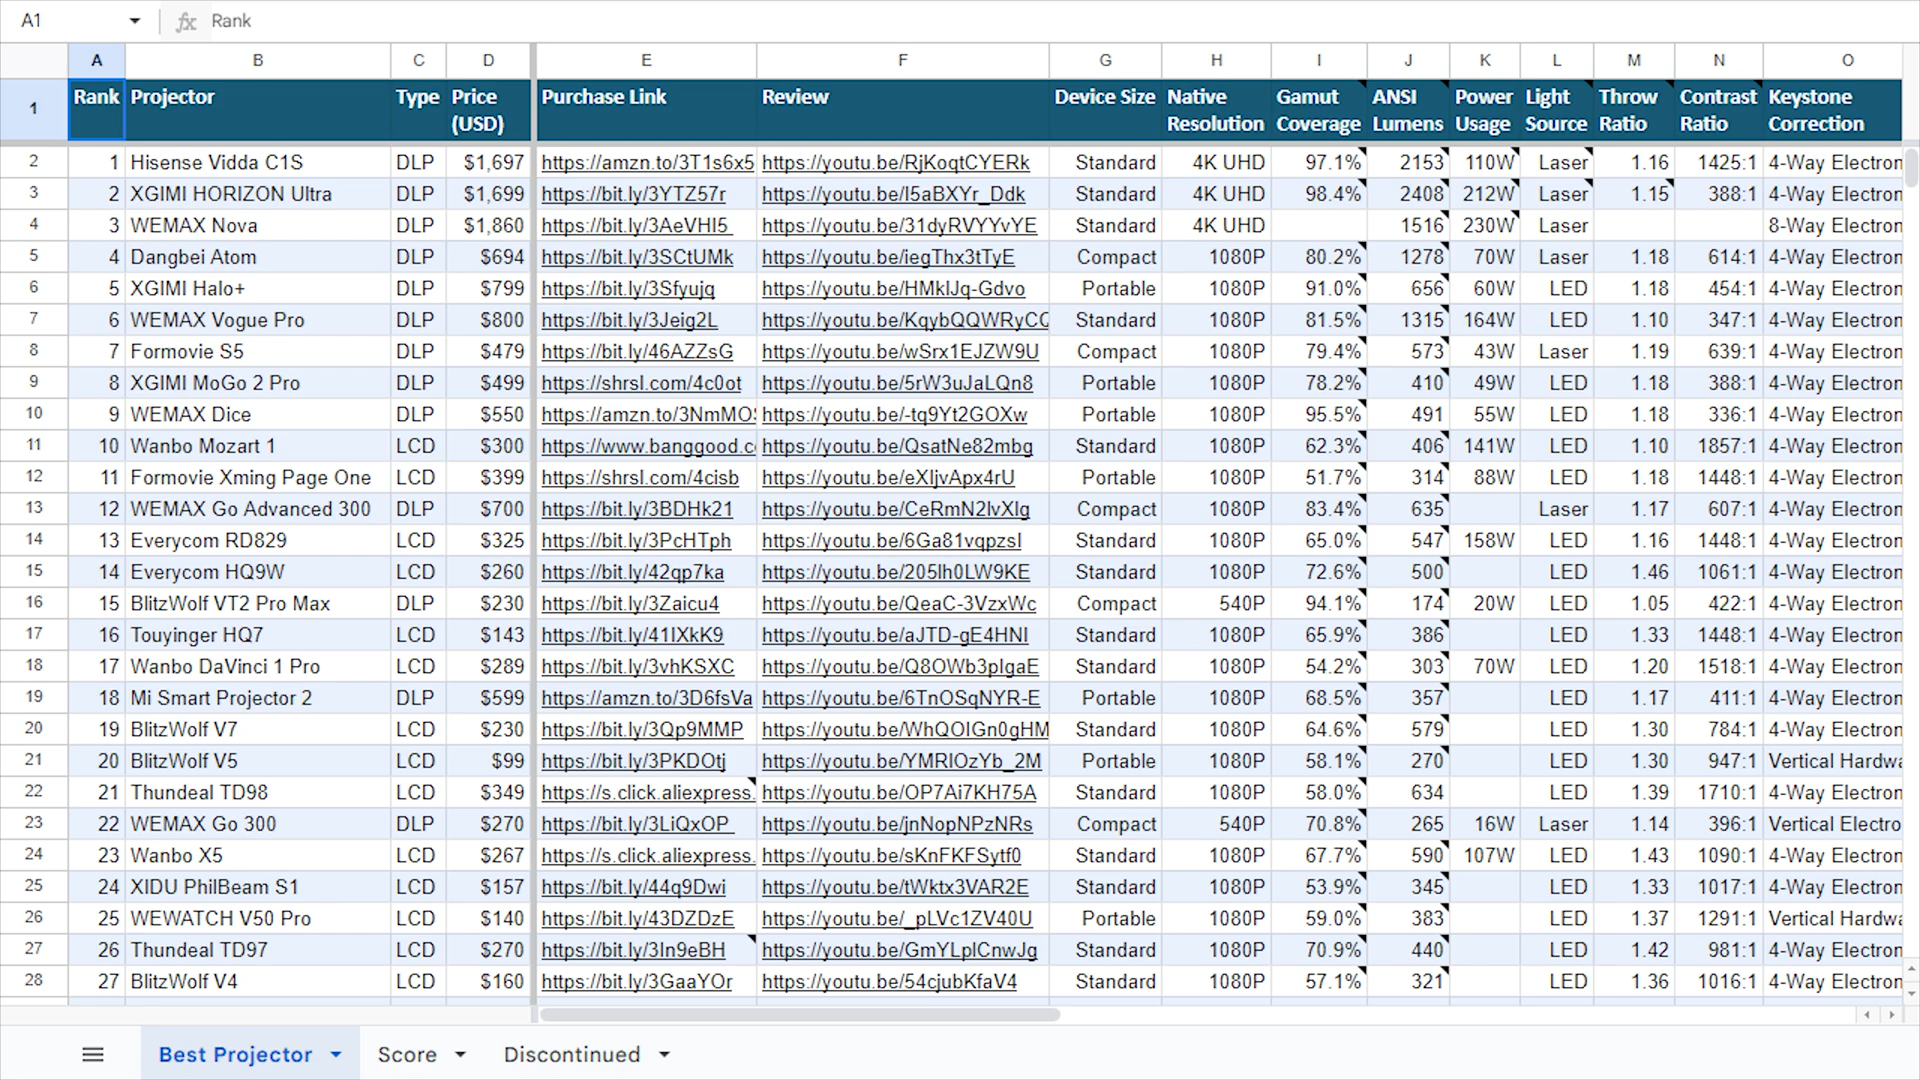 A1 fx Rank
A B C D E F G H I J K L M N O
1 Rank Projector Type Price (USD) Purchase Link Review Device Size Native Resolution Gamut Coverage ANSI Lumens Power Usage Light Source Throw Ratio Contrast Ratio Keystone Correction
2 1 Hisense Vidda C1S DLP $1,697 https://amzn.to/3T1s6x5 https://youtu.be/RjKoqtCYERk Standard 4K UHD 97.1% 2153 110W Laser 1.16 1425:1 4-Way Electron
3 2 XGIMI HORIZON Ultra DLP $1,699 https://bit.ly/3YTZ57r https://youtu.be/I5aBXYr_Ddk Standard 4K UHD 98.4% 2408 212W Laser 1.15 388:1 4-Way Electron
4 3 WEMAX Nova DLP $1,860 https://bit.ly/3AeVHI5 https://youtu.be/31dyRVYYvYE Standard 4K UHD 1516 230W Laser 8-Way Electron
5 4 Dangbei Atom DLP $694 https://bit.ly/3SCtUMk https://youtu.be/iegThx3tTyE Compact 1080P 80.2% 1278 70W Laser 1.18 614:1 4-Way Electron
6 5 XGIMI Halo+ DLP $799 https://bit.ly/3Sfyujq https://youtu.be/HMkIJq-Gdvo Portable 1080P 91.0% 656 60W LED 1.18 454:1 4-Way Electron
7 6 WEMAX Vogue Pro DLP $800 https://bit.ly/3Jeig2L https://youtu.be/KqybQQWRyCQ Standard 1080P 81.5% 1315 164W LED 1.10 347:1 4-Way Electron
8 7 Formovie S5 DLP $479 https://bit.ly/46AZZsG https://youtu.be/wSrx1EJZW9U Compact 1080P 79.4% 573 43W Laser 1.19 639:1 4-Way Electron
9 8 XGIMI MoGo 2 Pro DLP $499 https://shrsl.com/4c0ot https://youtu.be/5rW3uJaLQn8 Portable 1080P 78.2% 410 49W LED 1.18 388:1 4-Way Electron
10 9 WEMAX Dice DLP $550 https://amzn.to/3NmMOS https://youtu.be/-tq9Yt2GOXw Portable 1080P 95.5% 491 55W LED 1.18 336:1 4-Way Electron
11 10 Wanbo Mozart 1 LCD $300 https://www.banggood.c https://youtu.be/QsatNe82mbg Standard 1080P 62.3% 406 141W LED 1.10 1857:1 4-Way Electron
12 11 Formovie Xming Page One LCD $399 https://shrsl.com/4cisb https://youtu.be/eXIjvApx4rU Portable 1080P 51.7% 314 88W LED 1.18 1448:1 4-Way Electron
13 12 WEMAX Go Advanced 300 DLP $700 https://bit.ly/3BDHk21 https://youtu.be/CeRmN2IvXIg Compact 1080P 83.4% 635 Laser 1.17 607:1 4-Way Electron
14 13 Everycom RD829 LCD $325 https://bit.ly/3PcHTph https://youtu.be/6Ga81vqpzsI Standard 1080P 65.0% 547 158W LED 1.16 1448:1 4-Way Electron
15 14 Everycom HQ9W LCD $260 https://bit.ly/42qp7ka https://youtu.be/205Ih0LW9KE Standard 1080P 72.6% 500 LED 1.46 1061:1 4-Way Electron
16 15 BlitzWolf VT2 Pro Max DLP $230 https://bit.ly/3Zaicu4 https://youtu.be/QeaC-3VzxWc Compact 540P 94.1% 174 20W LED 1.05 422:1 4-Way Electron
17 16 Touyinger HQ7 LCD $143 https://bit.ly/41IXkK9 https://youtu.be/aJTD-gE4HNI Standard 1080P 65.9% 386 LED 1.33 1448:1 4-Way Electron
18 17 Wanbo DaVinci 1 Pro LCD $289 https://bit.ly/3vhKSXC https://youtu.be/Q8OWb3pIgaE Standard 1080P 54.2% 303 70W LED 1.20 1518:1 4-Way Electron
19 18 Mi Smart Projector 2 DLP $599 https://amzn.to/3D6fsVa https://youtu.be/6TnOSqNYR-E Portable 1080P 68.5% 357 LED 1.17 411:1 4-Way Electron
20 19 BlitzWolf V7 LCD $230 https://bit.ly/3Qp9MMP https://youtu.be/WhQOIGn0gHM Standard 1080P 64.6% 579 LED 1.30 784:1 4-Way Electron
21 20 BlitzWolf V5 LCD $99 https://bit.ly/3PKDOtj https://youtu.be/YMRIOzYb_2M Portable 1080P 58.1% 270 LED 1.30 947:1 Vertical Hardwa
22 21 Thundeal TD98 LCD $349 https://s.click.aliexpress. https://youtu.be/OP7Ai7KH75A Standard 1080P 58.0% 634 LED 1.39 1710:1 4-Way Electron
23 22 WEMAX Go 300 DLP $270 https://bit.ly/3LiQxOP https://youtu.be/jnNopNPzNRs Compact 540P 70.8% 265 16W Laser 1.14 396:1 Vertical Electro
24 23 Wanbo X5 LCD $267 https://s.click.aliexpress. https://youtu.be/sKnFKFSytf0 Standard 1080P 67.7% 590 107W LED 1.43 1090:1 4-Way Electron
25 24 XIDU PhilBeam S1 LCD $157 https://bit.ly/44q9Dwi https://youtu.be/tWktx3VAR2E Standard 1080P 53.9% 345 LED 1.33 1017:1 4-Way Electron
26 25 WEWATCH V50 Pro LCD $140 https://bit.ly/43DZDzE https://youtu.be/_pLVc1ZV40U Portable 1080P 59.0% 383 LED 1.37 1291:1 Vertical Hardwa
27 26 Thundeal TD97 LCD $270 https://bit.ly/3In9eBH https://youtu.be/GmYLpICnwJg Standard 1080P 70.9% 440 LED 1.42 981:1 4-Way Electron
28 27 BlitzWolf V4 LCD $160 https://bit.ly/3GaaYOr https://youtu.be/54cjubKfaV4 Standard 1080P 57.1% 321 LED 1.36 1016:1 4-Way Electron
Best Projector Score Discontinued